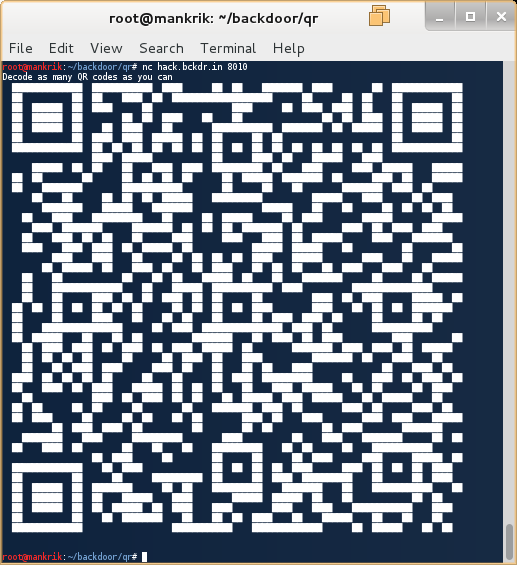 root@mankrik: ~/backdoor/qr
File Edit View Search Terminal Help
root@mankrik:~/backdoor/qr# nc hack.bckdr.in 8010
Decode as many QR codes as you can
root@mankrik:~/backdoor/qr#